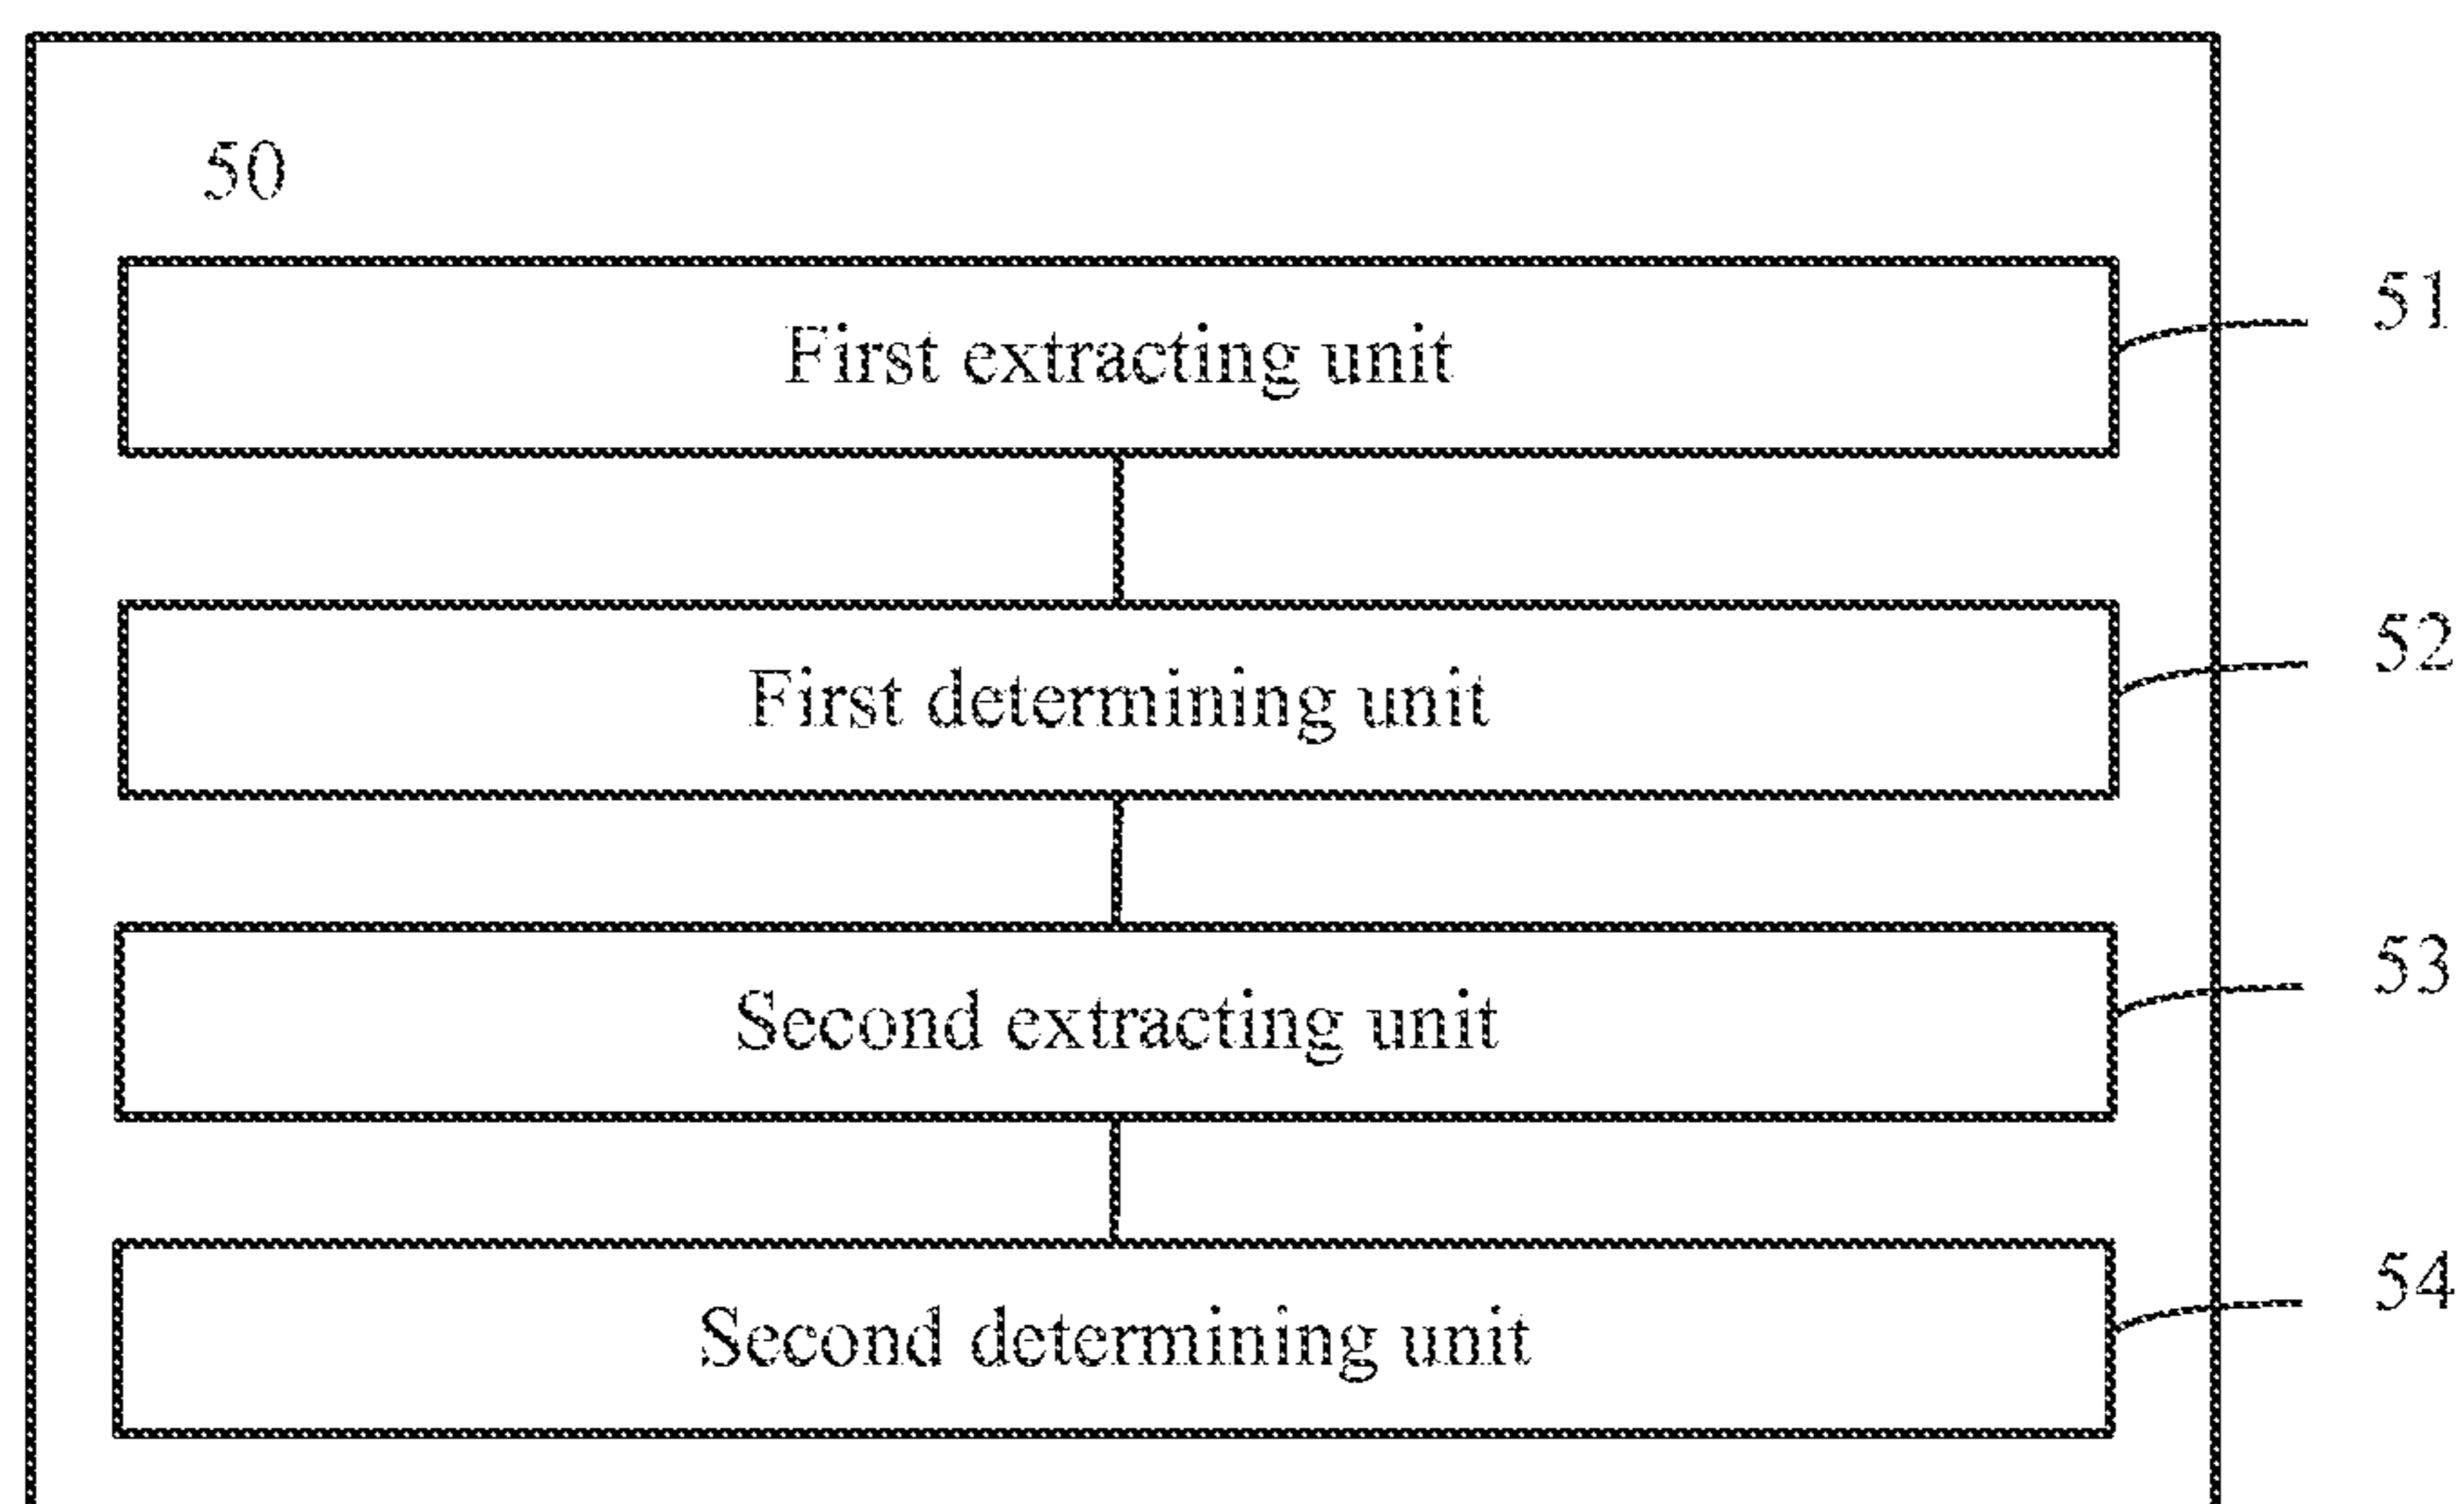 50
First extracting unit
51
First determining unit
52
Second extracting unit
53
Second determining unit
54